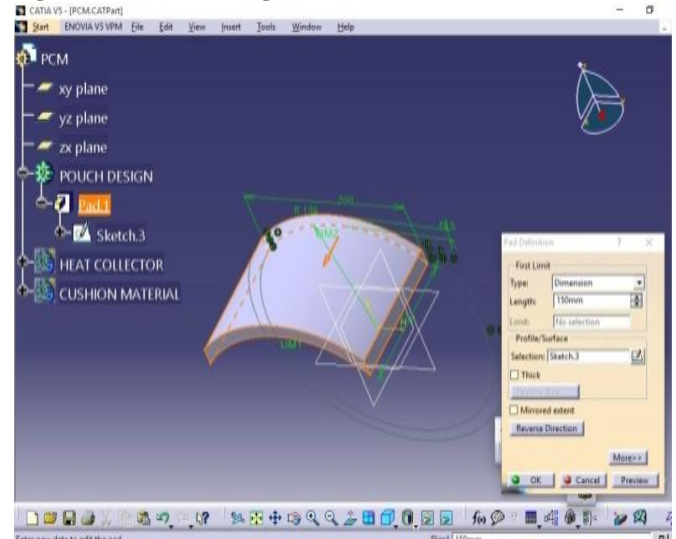 CATIA V5 - [PCM.CATPart]
Start ENOVIA V5 VPM File Edit View Insert Tools Window Help
PCM
xy plane
yz plane
zx plane
POUCH DESIGN
Pad.1
Sketch.3
HEAT COLLECTOR
CUSHION MATERIAL
200
R 136
LIM2
LIM1
Pad Definition ? X
First Limit
Type: Dimension
Length: 150mm
Limit: No selection
Profile/Surface
Selection: Sketch.3
Thick
Mirrored extent
Reverse Direction
More>>
OK Cancel Preview